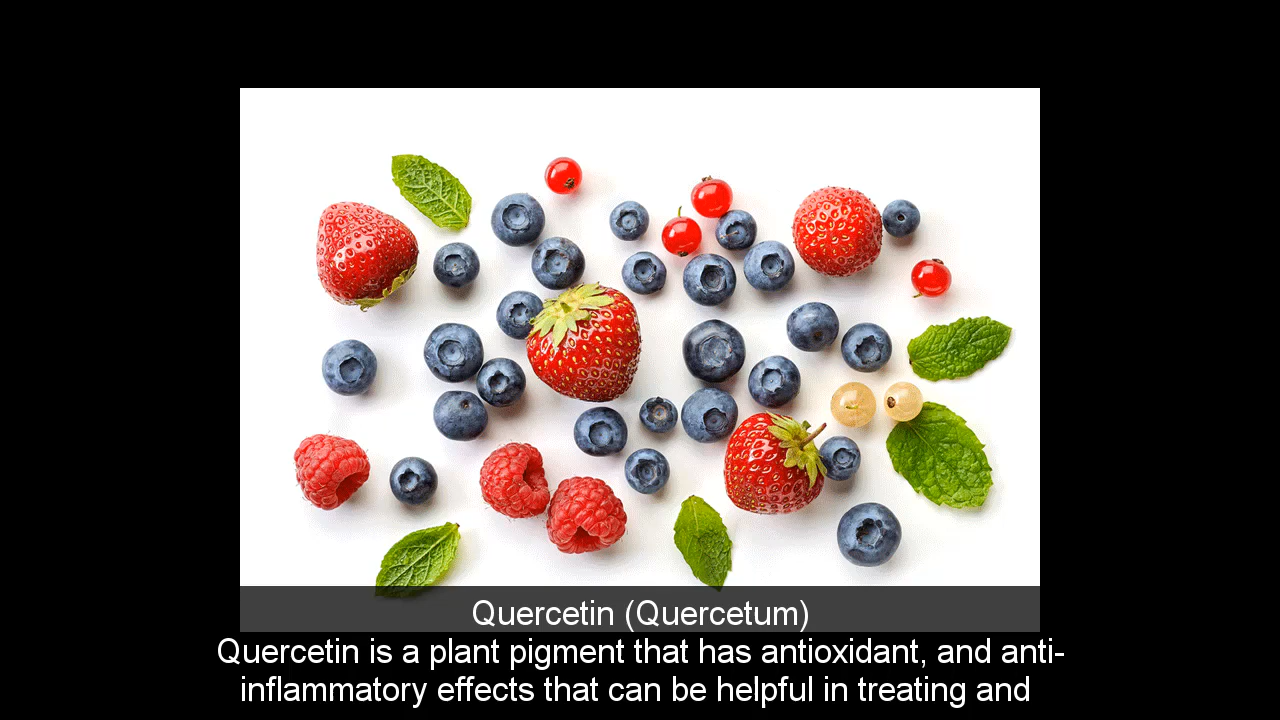 Quercetin (Quercetum)
Quercetin is a plant pigment that has antioxidant, and anti-
inflammatory effects that can be helpful in treating and